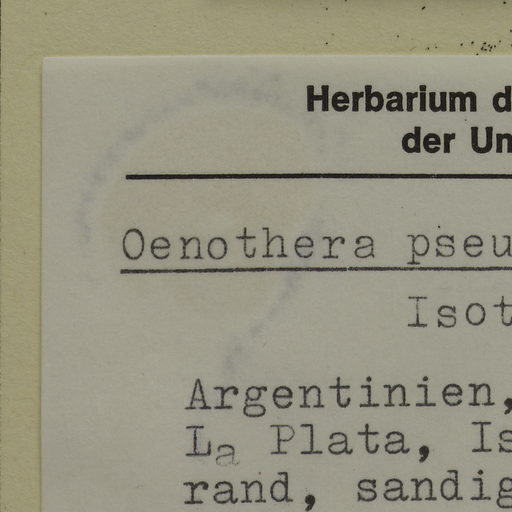 Herbarium d
der Un
Oenothera pseu
Isot
Argentinien,
La Plata, Is
rand, sandig